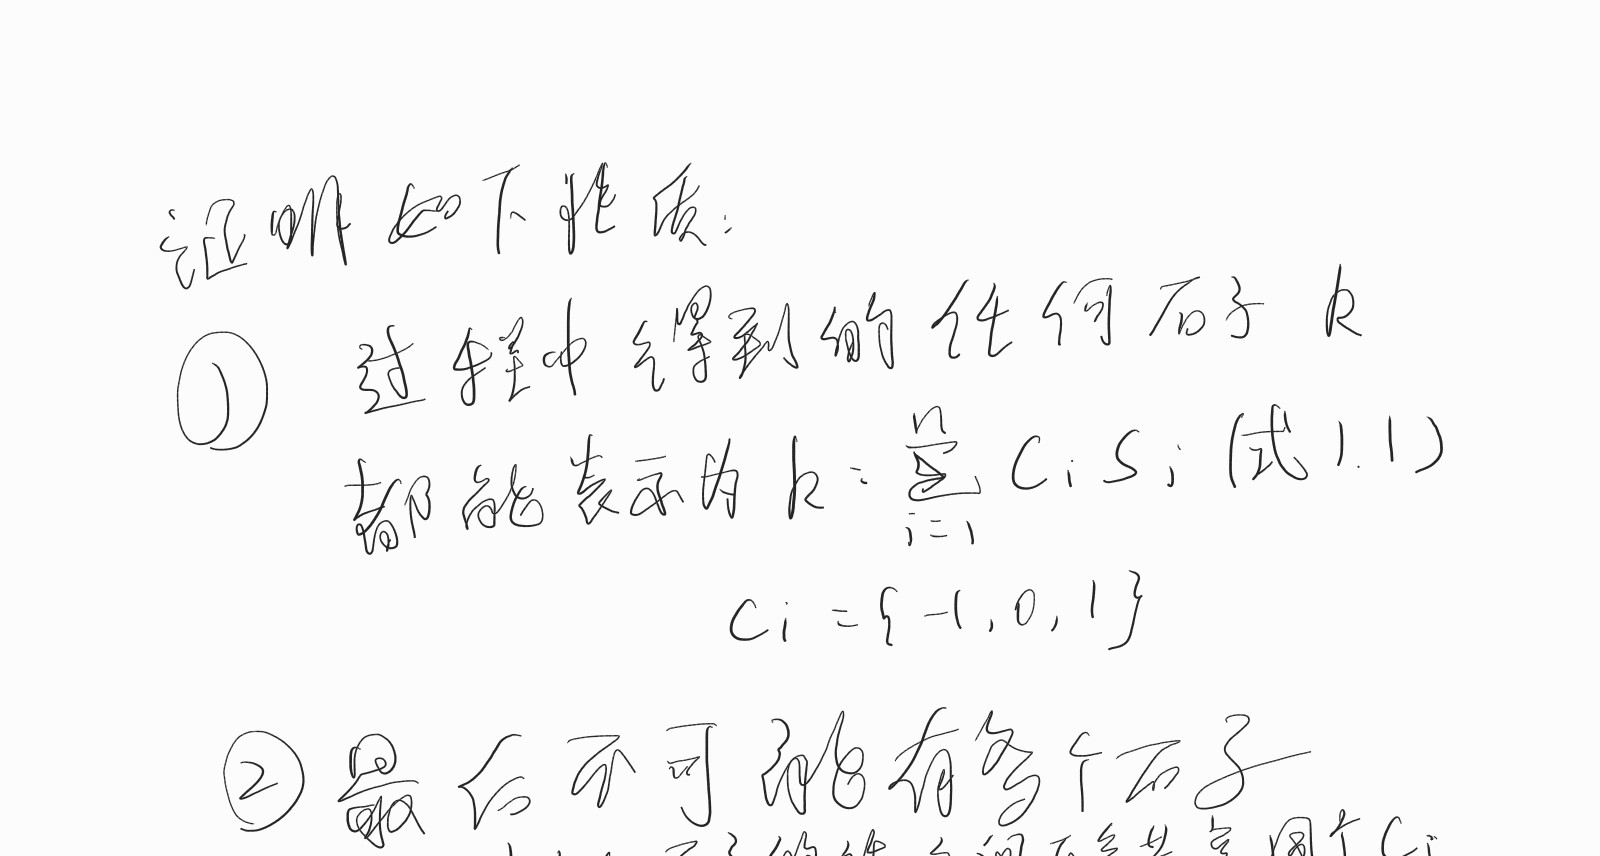 证明如下性质:
① 过程中得到的任何石子 k
都能表示为 k = ∑_{i=1}^{n} C_i S_i (式 1.1)
C_i = {-1, 0, 1}
② 最后不可能有多个石子